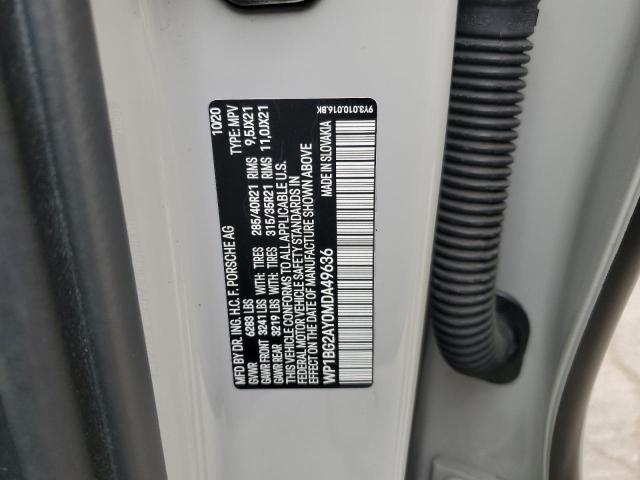 MFD BY DR. ING. H.C. F. PORSCHE AG 10/20
GVWR 6283 LBS TYPE: MPV
GAWR FRONT 3241 LBS WITH: TIRES 285/40R21 RIMS 9,5JX21
GAWR REAR 3219 LBS WITH: TIRES 315/35R21 RIMS 11,0JX21
THIS VEHICLE CONFORMS TO ALL APPLICABLE U.S.
FEDERAL MOTOR VEHICLE SAFETY STANDARDS IN
EFFECT ON THE DATE OF MANUFACTURE SHOWN ABOVE
WP1BG2AY0MDA49636 MADE IN SLOVAKIA
9Y3.010.016.BK